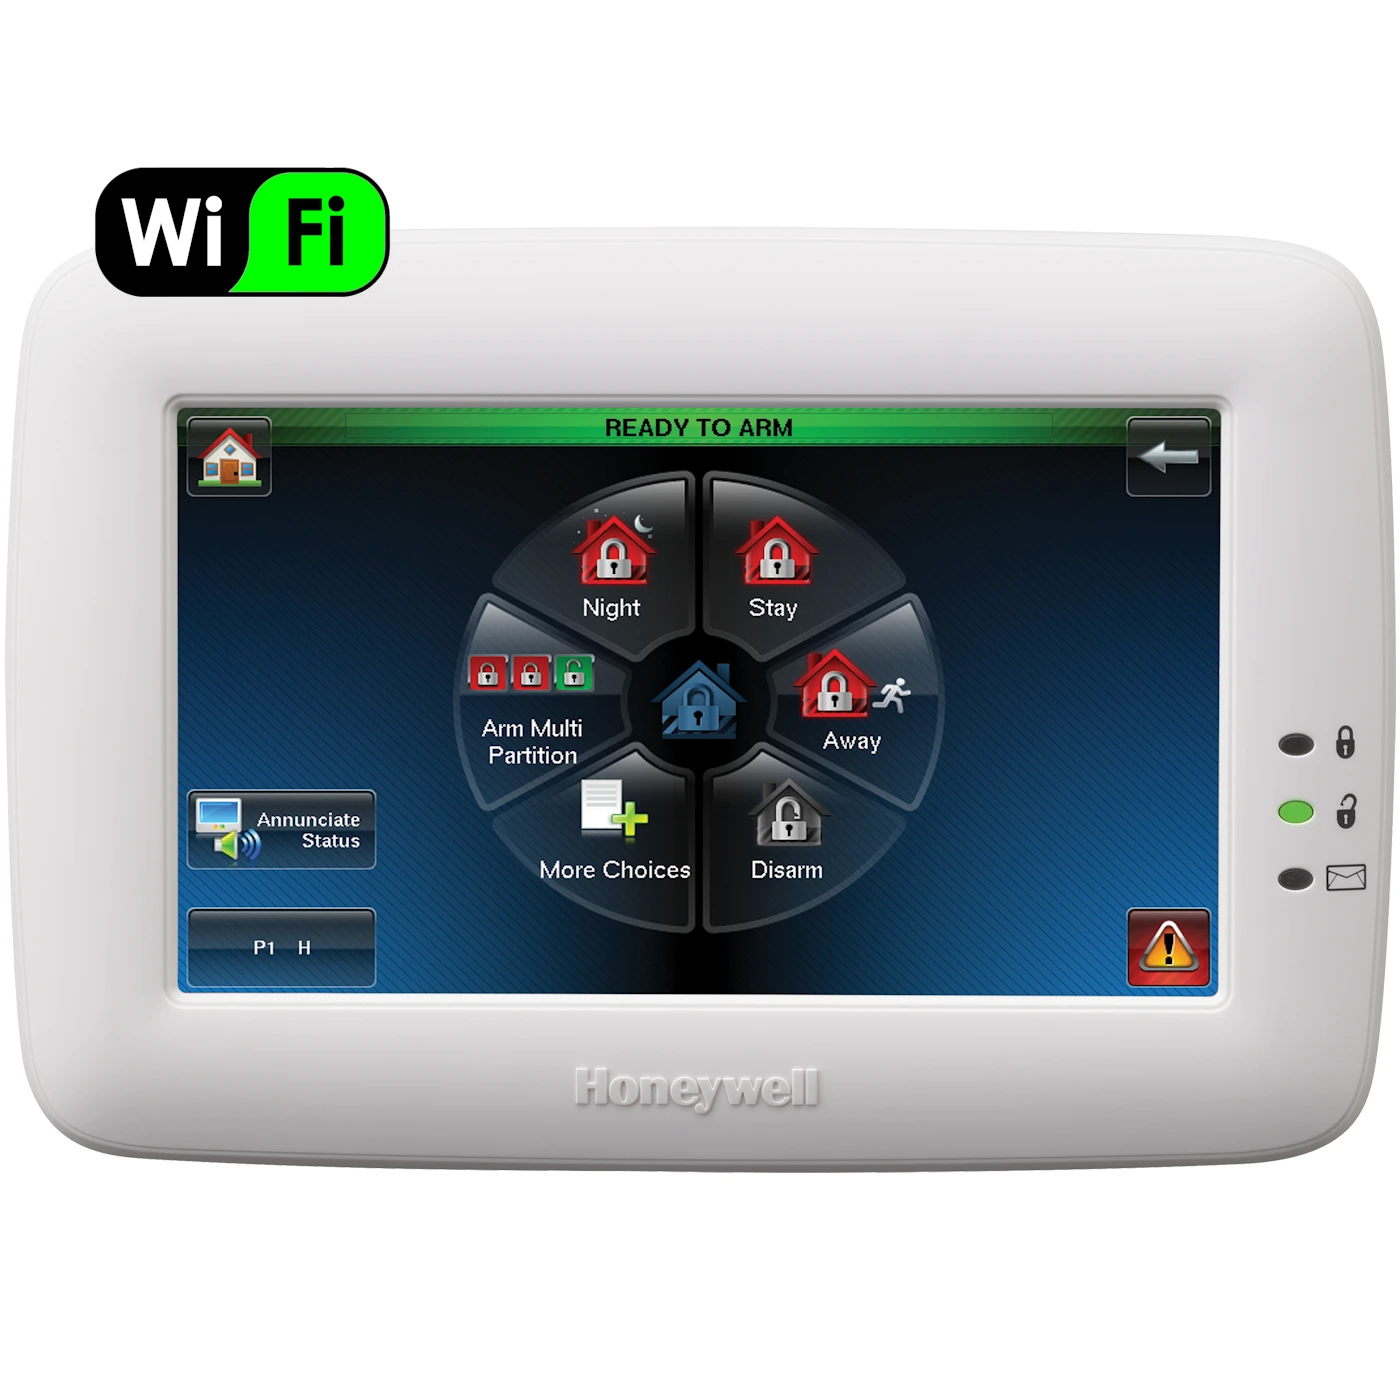 Wi Fi
READY TO ARM
Night
Stay
Arm Multi
Partition
Away
More Choices
Disarm
Annunciate
Status
P1 H
Honeywell